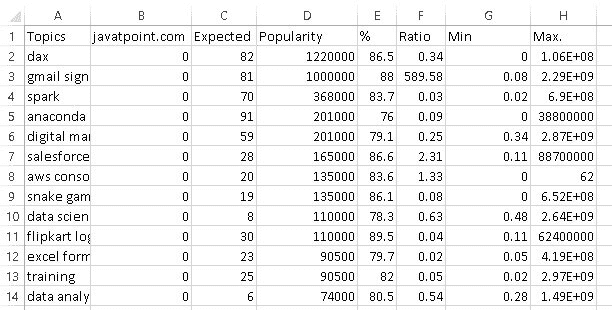 A B C D E F G H
1 Topics javatpoint.com Expected Popularity % Ratio Min Max.
2 dax 0 82 1220000 86.5 0.34 0 1.06E+08
3 gmail sign 0 81 1000000 88 589.58 0.08 2.29E+09
4 spark 0 70 368000 83.7 0.03 0.02 6.9E+08
5 anaconda 0 91 201000 76 0.09 0 38800000
6 digital mar 0 59 201000 79.1 0.25 0.34 2.87E+09
7 salesforce 0 28 165000 86.6 2.31 0.11 88700000
8 aws conso 0 20 135000 83.6 1.33 0 62
9 snake gam 0 19 135000 86.1 0.08 0 6.52E+08
10 data scien 0 8 110000 78.3 0.63 0.48 2.64E+09
11 flipkart log 0 30 110000 89.5 0.04 0.11 62400000
12 excel form 0 23 90500 79.7 0.02 0.05 4.19E+08
13 training 0 25 90500 82 0.05 0.02 2.97E+09
14 data analy 0 6 74000 80.5 0.54 0.28 1.49E+09